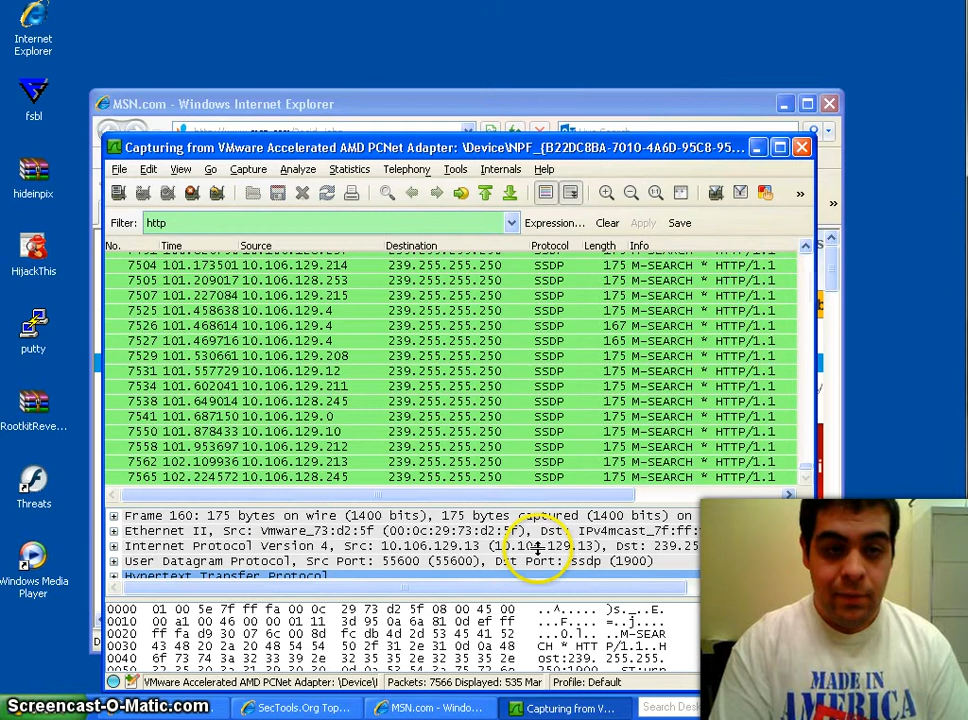 Internet
Explorer
MSN.com - Windows Internet Explorer
fsbl
Capturing from VMware Accelerated AMD PCNet Adapter: \Device\NPF_{B22DC8BA-7010-4A6D-95C8-95...
File Edit View Go Capture Analyze Statistics Telephony Tools Internals Help
hideinpix
Filter: http Expression... Clear Apply Save
No. Time Source Destination Protocol Length Info
7504 101.173501 10.106.129.214 239.255.255.250 SSDP 175 M-SEARCH * HTTP/1.1
7505 101.209017 10.106.128.253 239.255.255.250 SSDP 175 M-SEARCH * HTTP/1.1
7507 101.227084 10.106.129.215 239.255.255.250 SSDP 175 M-SEARCH * HTTP/1.1
7525 101.458638 10.106.129.4 239.255.255.250 SSDP 175 M-SEARCH * HTTP/1.1
7526 101.468614 10.106.129.4 239.255.255.250 SSDP 167 M-SEARCH * HTTP/1.1
7527 101.469716 10.106.129.4 239.255.255.250 SSDP 165 M-SEARCH * HTTP/1.1
7529 101.530661 10.106.129.208 239.255.255.250 SSDP 175 M-SEARCH * HTTP/1.1
7531 101.557729 10.106.129.12 239.255.255.250 SSDP 175 M-SEARCH * HTTP/1.1
7534 101.602041 10.106.129.211 239.255.255.250 SSDP 175 M-SEARCH * HTTP/1.1
7538 101.649014 10.106.128.245 239.255.255.250 SSDP 175 M-SEARCH * HTTP/1.1
7541 101.687150 10.106.129.0 239.255.255.250 SSDP 175 M-SEARCH * HTTP/1.1
7550 101.878433 10.106.129.10 239.255.255.250 SSDP 175 M-SEARCH * HTTP/1.1
7558 101.953697 10.106.129.212 239.255.255.250 SSDP 175 M-SEARCH * HTTP/1.1
7562 102.109936 10.106.129.213 239.255.255.250 SSDP 175 M-SEARCH * HTTP/1.1
7565 102.224572 10.106.128.245 239.255.255.250 SSDP 175 M-SEARCH * HTTP/1.1
HijackThis
putty
RootkitReve...
Threats
Windows Media
Player
Frame 160: 175 bytes on wire (1400 bits), 175 bytes captured (1400 bits) on
Ethernet II, Src: Vmware_73:d2:5f (00:0c:29:73:d2:5f), Dst: IPv4mcast_7f:ff:
Internet Protocol Version 4, Src: 10.106.129.13 (10.106.129.13), Dst: 239.25
User Datagram Protocol, Src Port: 55600 (55600), Dst Port: ssdp (1900)
Hypertext Transfer Protocol
0000 01 00 5e 7f ff fa 00 0c 29 73 d2 5f 08 00 45 00 ..^..... )s._..E.
0010 00 a1 00 46 00 00 01 11 3d 95 0a 6a 81 0d ef ff ...F.... =..j....
0020 ff fa d9 30 07 6c 00 8d fc db 4d 2d 53 45 41 52 ...0.l.. ..M-SEAR
0030 43 48 20 2a 20 48 54 54 50 2f 31 2e 31 0d 0a 48 CH * HTT P/1.1..H
0040 6f 73 74 3a 32 33 39 2e 32 35 35 2e 32 35 35 2e ost:239. 255.255.
VMware Accelerated AMD PCNet Adapter: \Device\I Packets: 7566 Displayed: 535 Mar Profile: Default
SecTools.Org Top... MSN.com - Windo... Capturing from V... Search Desk
Screencast-O-Matic.com
MADE IN
AMERICA